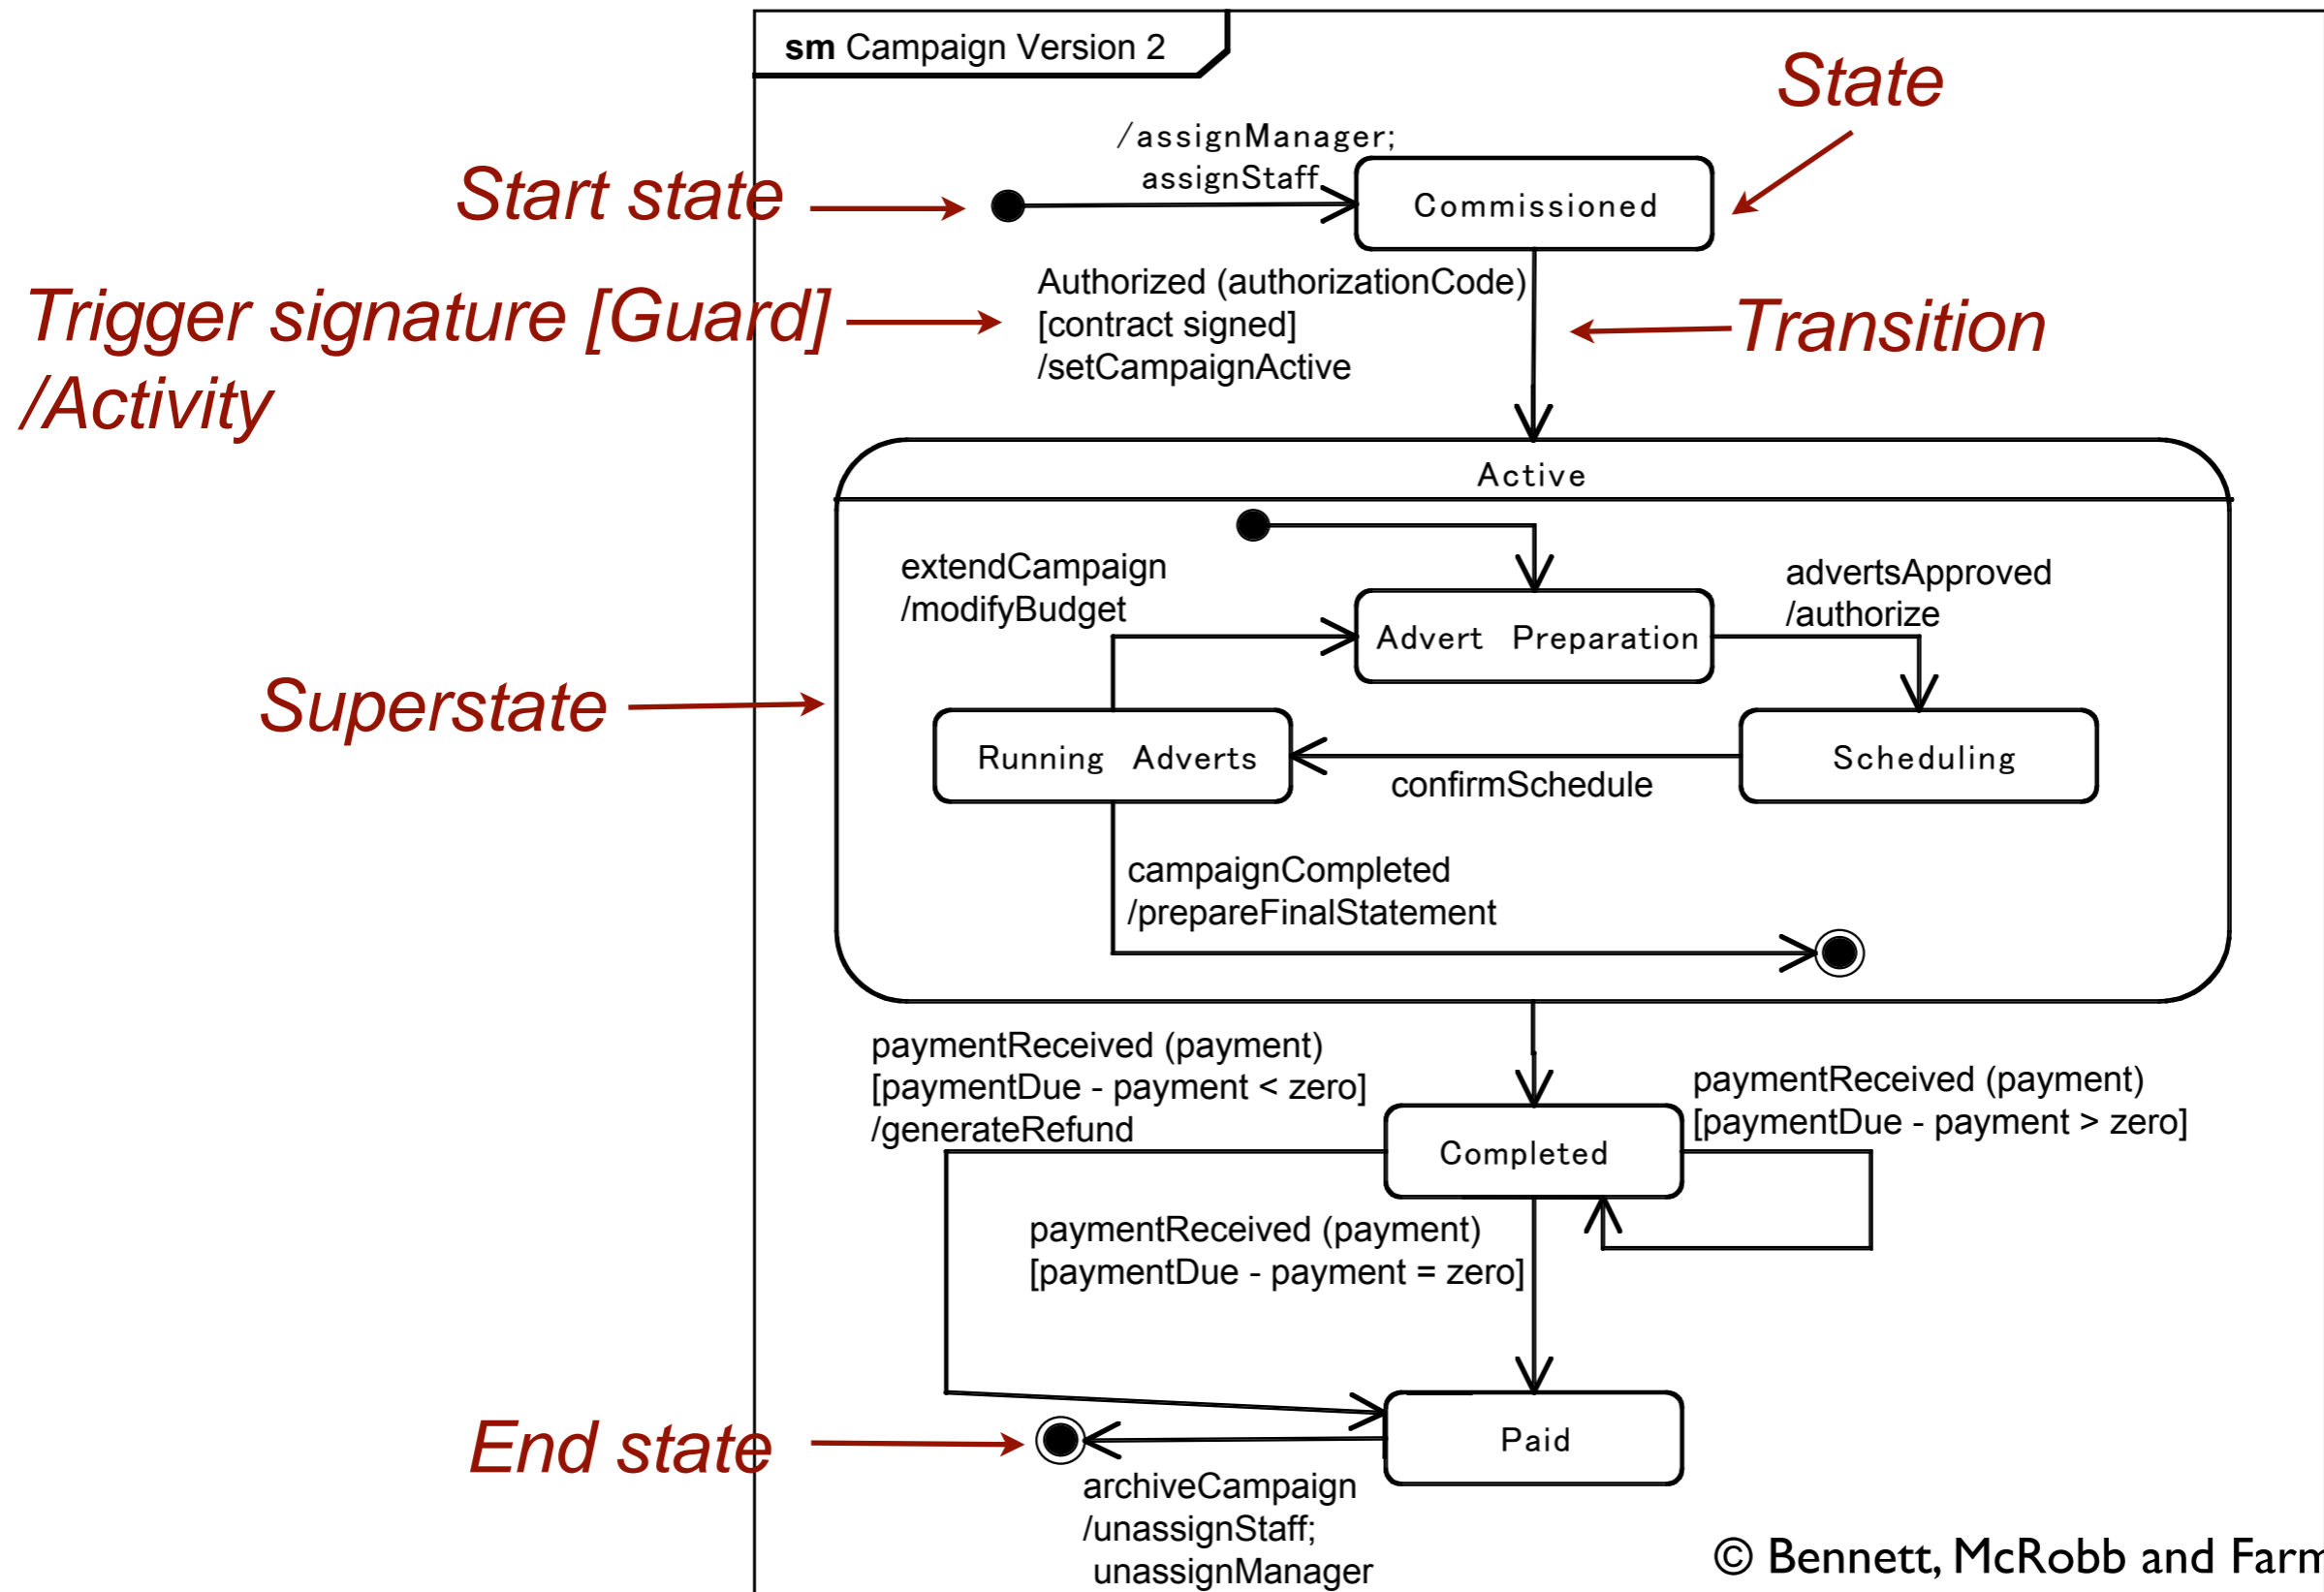 sm Campaign Version 2
State
/assignManager;
assignStaff
Start state
Commissioned
Authorized (authorizationCode)
[contract signed]
/setCampaignActive
Trigger signature [Guard]
/Activity
Transition
Active
extendCampaign
/modifyBudget
advertsApproved
/authorize
Advert Preparation
Superstate
Running Adverts
Scheduling
confirmSchedule
campaignCompleted
/prepareFinalStatement
paymentReceived (payment)
[paymentDue - payment < zero]
/generateRefund
paymentReceived (payment)
[paymentDue - payment > zero]
Completed
paymentReceived (payment)
[paymentDue - payment = zero]
End state
Paid
archiveCampaign
/unassignStaff;
unassignManager
© Bennett, McRobb and